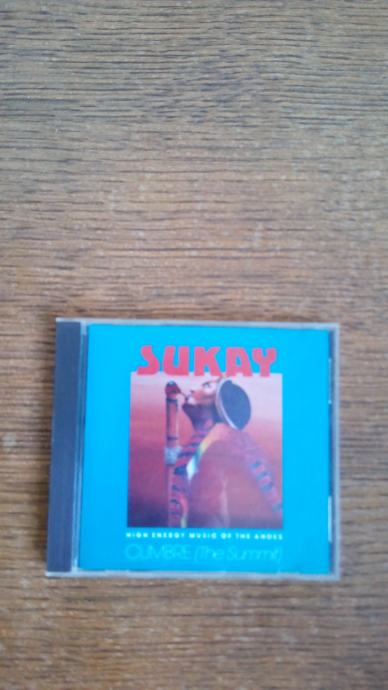 SUKAY
HIGH ENERGY MUSIC OF THE ANDES
CUMBRE (The Summit)